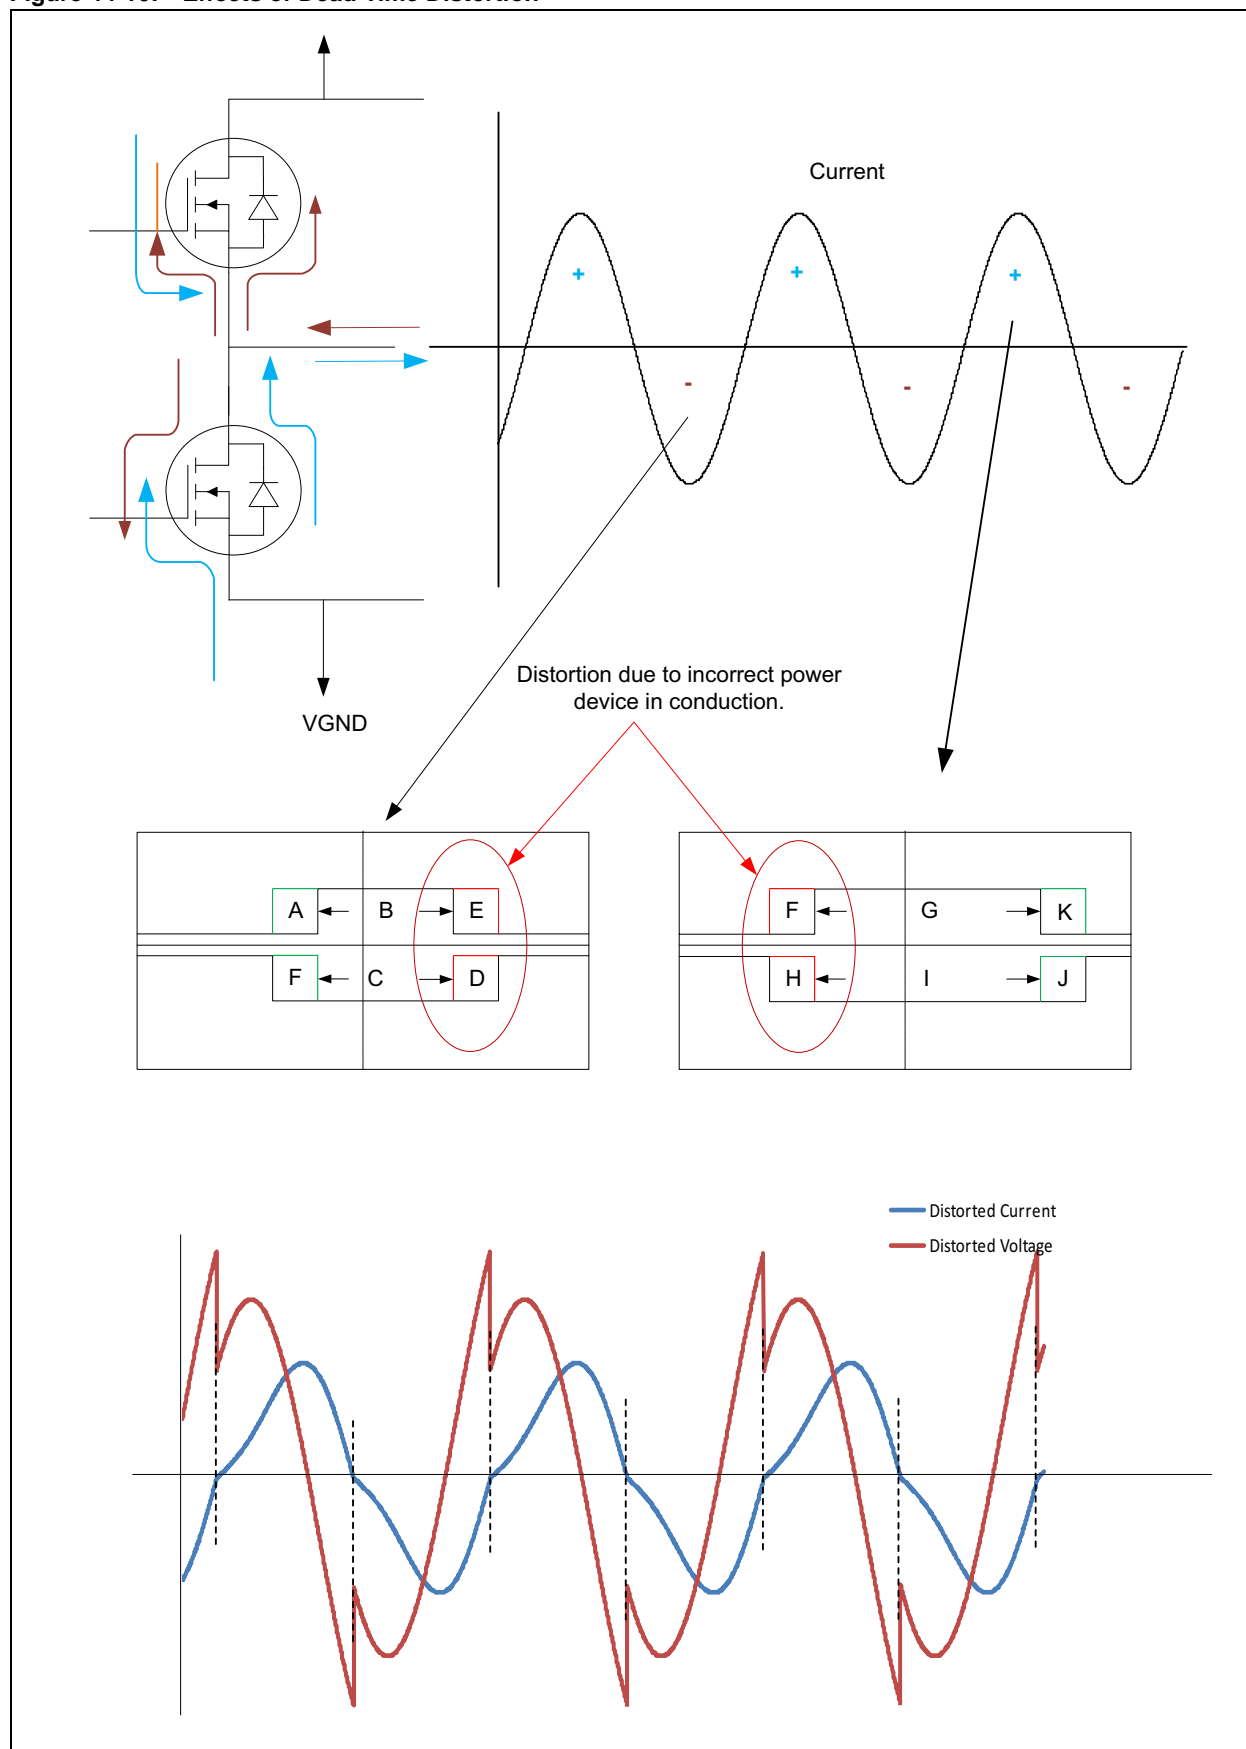 Current
+ + +
- - -
VGND
Distortion due to incorrect power
device in conduction.
A B E
F C D
F G K
H I J
Distorted Current
Distorted Voltage